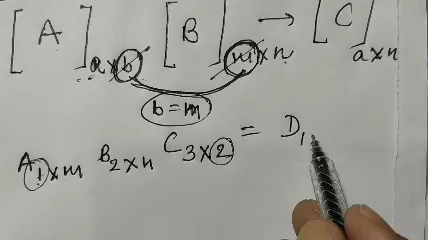 [A]a×b [B]m×n → [C]a×n
b=m
A1×m B2×n C3×2 = D1